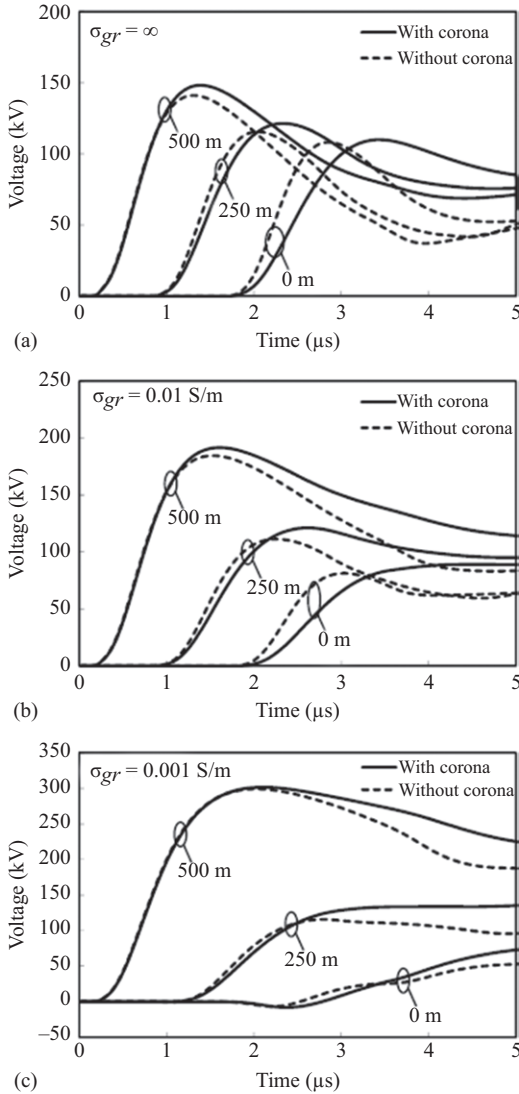 200
σgr = ∞
With corona
Without corona
150
100
50
0
Voltage (kV)
500 m
250 m
0 m
0 1 2 3 4 5
Time (µs)
(a)
250
σgr = 0.01 S/m
With corona
Without corona
200
150
100
50
0
Voltage (kV)
500 m
250 m
0 m
0 1 2 3 4 5
Time (µs)
(b)
350
σgr = 0.001 S/m
With corona
Without corona
300
250
200
150
100
50
0
–50
Voltage (kV)
500 m
250 m
0 m
0 1 2 3 4 5
Time (µs)
(c)